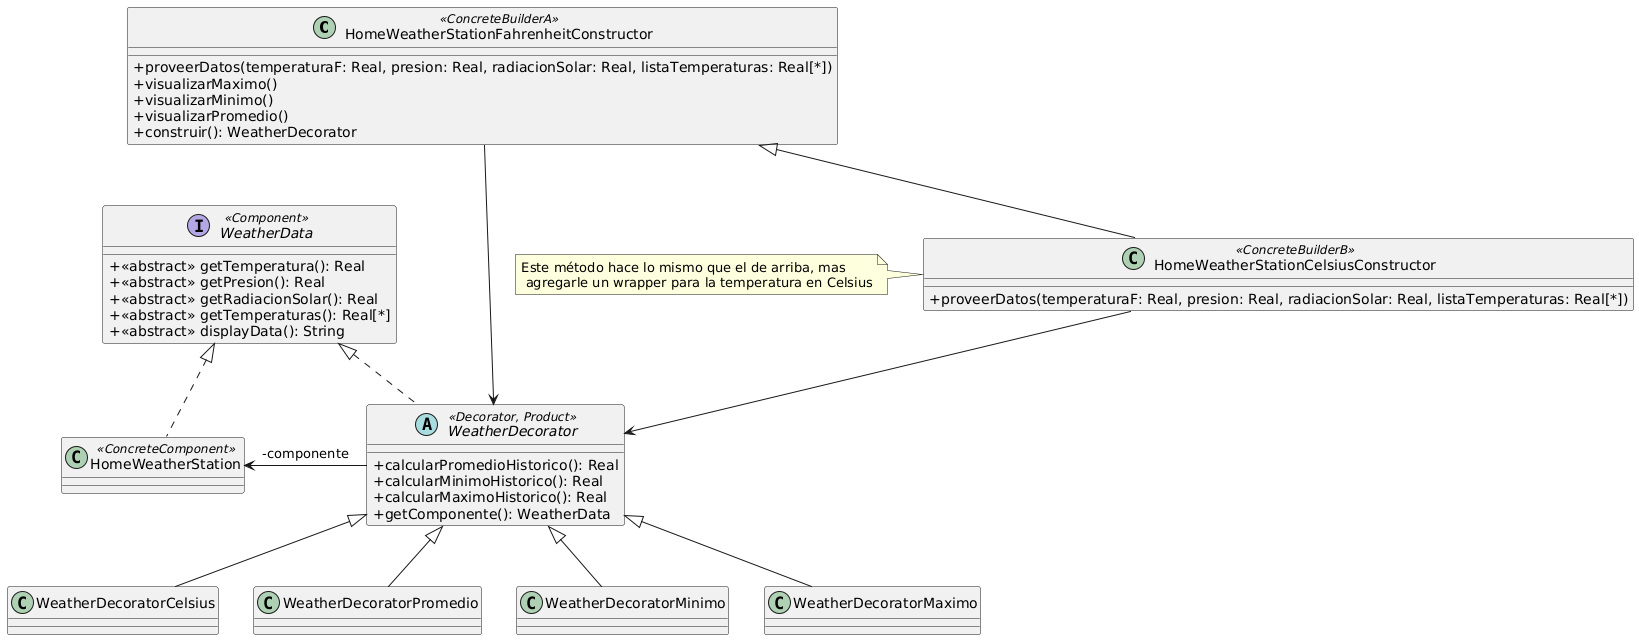 C
«ConcreteBuilderA»
HomeWeatherStationFahrenheitConstructor
+proveerDatos(temperaturaF: Real, presion: Real, radiacionSolar: Real, listaTemperaturas: Real[*])
+visualizarMaximo()
+visualizarMinimo()
+visualizarPromedio()
+construir(): WeatherDecorator
I
«Component»
WeatherData
+«abstract» getTemperatura(): Real
+«abstract» getPresion(): Real
+«abstract» getRadiacionSolar(): Real
+«abstract» getTemperaturas(): Real[*]
+«abstract» displayData(): String
Este método hace lo mismo que el de arriba, mas
agregarle un wrapper para la temperatura en Celsius
C
«ConcreteBuilderB»
HomeWeatherStationCelsiusConstructor
+proveerDatos(temperaturaF: Real, presion: Real, radiacionSolar: Real, listaTemperaturas: Real[*])
C
«ConcreteComponent»
HomeWeatherStation
-componente
A
«Decorator, Product»
WeatherDecorator
+calcularPromedioHistorico(): Real
+calcularMinimoHistorico(): Real
+calcularMaximoHistorico(): Real
+getComponente(): WeatherData
C WeatherDecoratorCelsius
C WeatherDecoratorPromedio
C WeatherDecoratorMinimo
C WeatherDecoratorMaximo